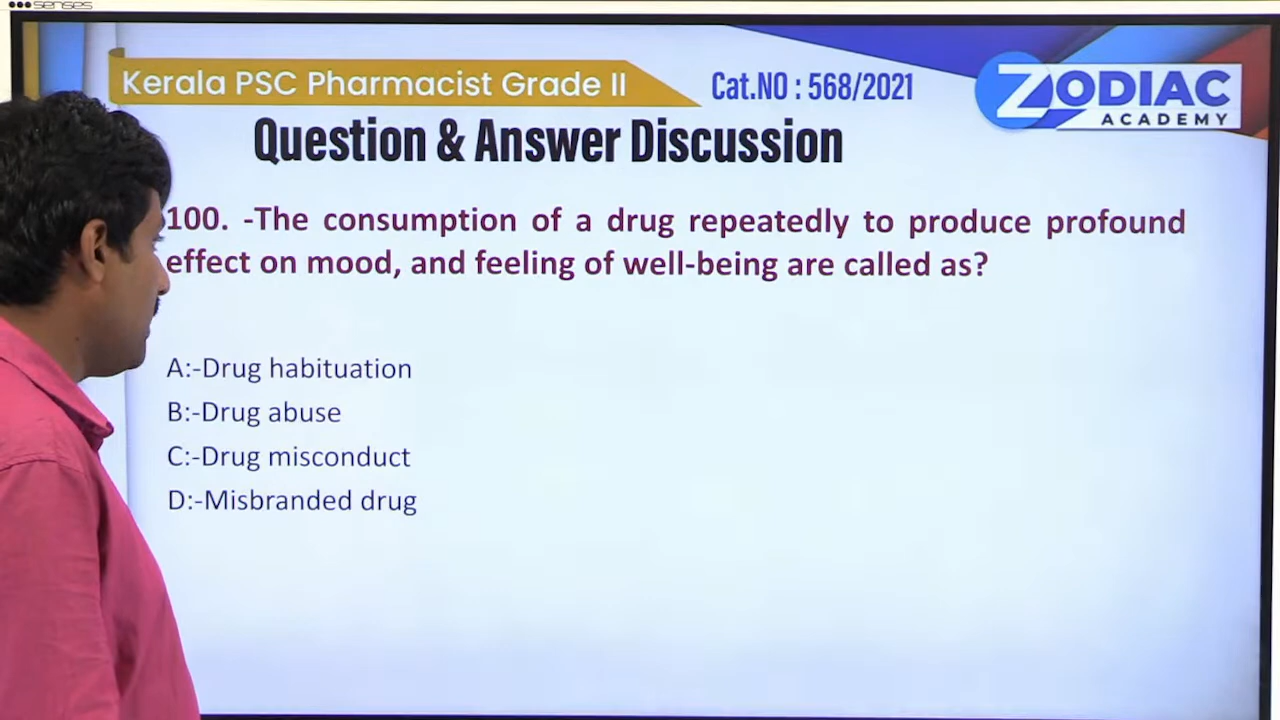 senses
Kerala PSC Pharmacist Grade II
Cat.NO : 568/2021
ZODIAC
ACADEMY
Question & Answer Discussion
100. -The consumption of a drug repeatedly to produce profound
effect on mood, and feeling of well-being are called as?
A:-Drug habituation
B:-Drug abuse
C:-Drug misconduct
D:-Misbranded drug